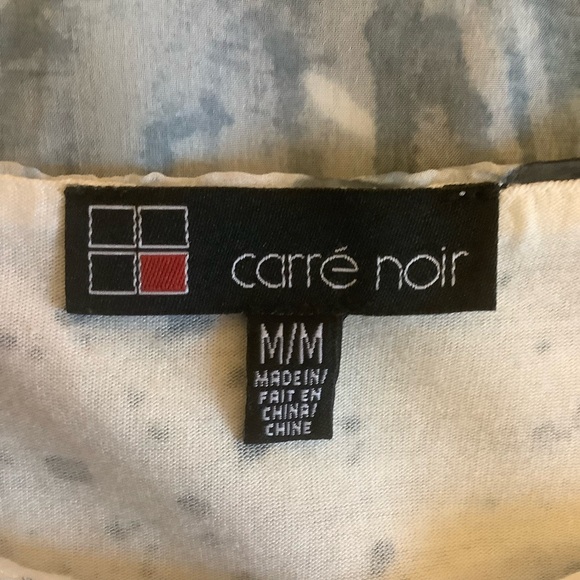 carré noir
M/M
MADE IN/
FAIT EN
CHINA/
CHINE